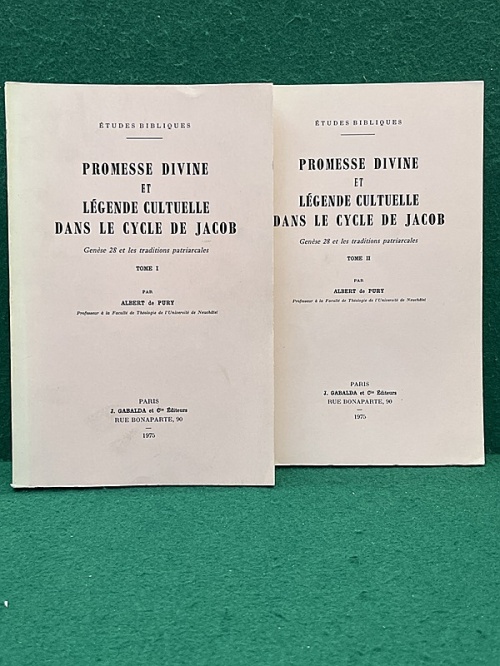 ÉTUDES BIBLIQUES
PROMESSE DIVINE
ET
LÉGENDE CULTUELLE
DANS LE CYCLE DE JACOB
Genèse 28 et les traditions patriarcales
TOME I
PAR
ALBERT de PURY
Professeur à la Faculté de Théologie de l'Université de Neuchâtel
PARIS
J. GABALDA et Cie Éditeurs
RUE BONAPARTE, 90
1975
ÉTUDES BIBLIQUES
PROMESSE DIVINE
ET
LÉGENDE CULTUELLE
DANS LE CYCLE DE JACOB
Genèse 28 et les traditions patriarcales
TOME II
PAR
ALBERT de PURY
Professeur à la Faculté de Théologie de l'Université de Neuchâtel
PARIS
J. GABALDA et Cie Éditeurs
RUE BONAPARTE, 90
1975